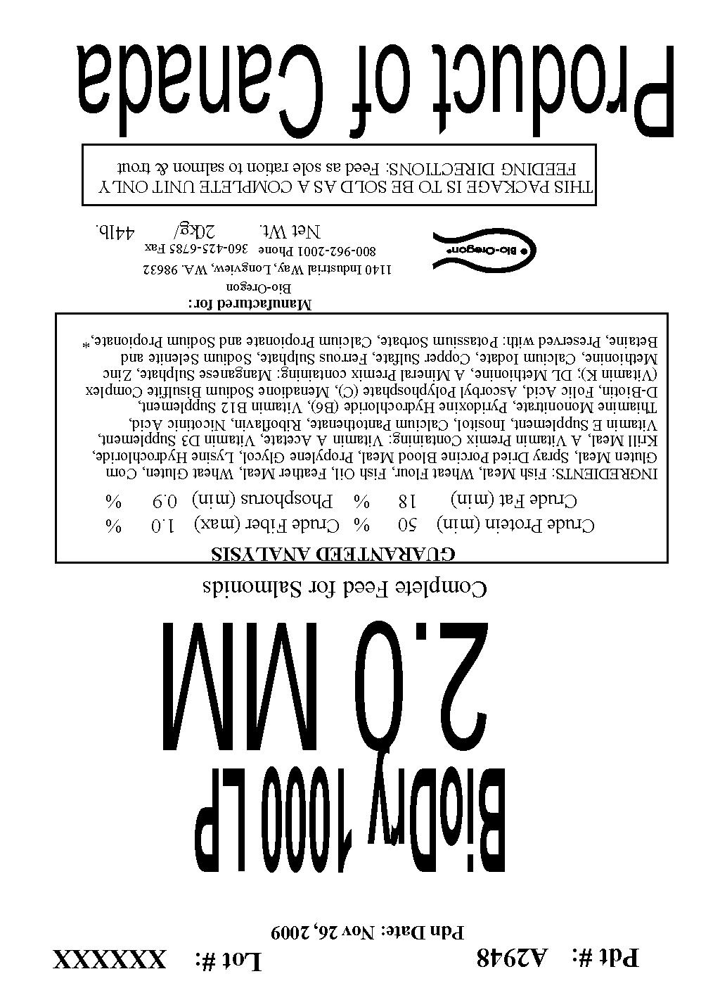 Pdt #: A2948 Lot #: XXXXXX
Pdn Date: Nov 26, 2009
BioDry 1000 LP
2.0
MM
Complete Feed for Salmonids
GUARANTEED ANALYSIS
Crude Protein (min) 50 % Crude Fiber (max) 1.0 %
Crude Fat (min) 18 % Phosphorus (min) 0.9 %
INGREDIENTS: Fish Meal, Wheat Flour, Fish Oil, Feather Meal, Wheat Gluten, Corn
Gluten Meal, Spray Dried Porcine Blood Meal, Propylene Glycol, Lysine Hydrochloride,
Krill Meal, A Vitamin Premix Containing: Vitamin A Acetate, Vitamin D3 Supplement,
Vitamin E Supplement, Inositol, Calcium Pantothenate, Riboflavin, Nicotinic Acid,
Thiamine Mononitrate, Pyridoxine Hydrochloride (B6), Vitamin B12 Supplement,
D-Biotin, Folic Acid, Ascorbyl Polyphosphate (C), Menadione Sodium Bisulfite Complex
(Vitamin K); DL Methionine, A Mineral Premix containing: Manganese Sulphate, Zinc
Methionine, Calcium Iodate, Copper Sulfate, Ferrous Sulphate, Sodium Selenite and
Betaine, Preserved with: Potassium Sorbate, Calcium Propionate and Sodium Propionate,*
Manufactured for:
Bio-Oregon
1140 Industrial Way, Longview, WA. 98632
800-962-2001 Phone 360-425-6785 Fax
Bio-Oregon®
Net Wt. 20kg/ 44lb.
THIS PACKAGE IS TO BE SOLD AS A COMPLETE UNIT ONLY
FEEDING DIRECTIONS: Feed as sole ration to salmon & trout
Product of Canada